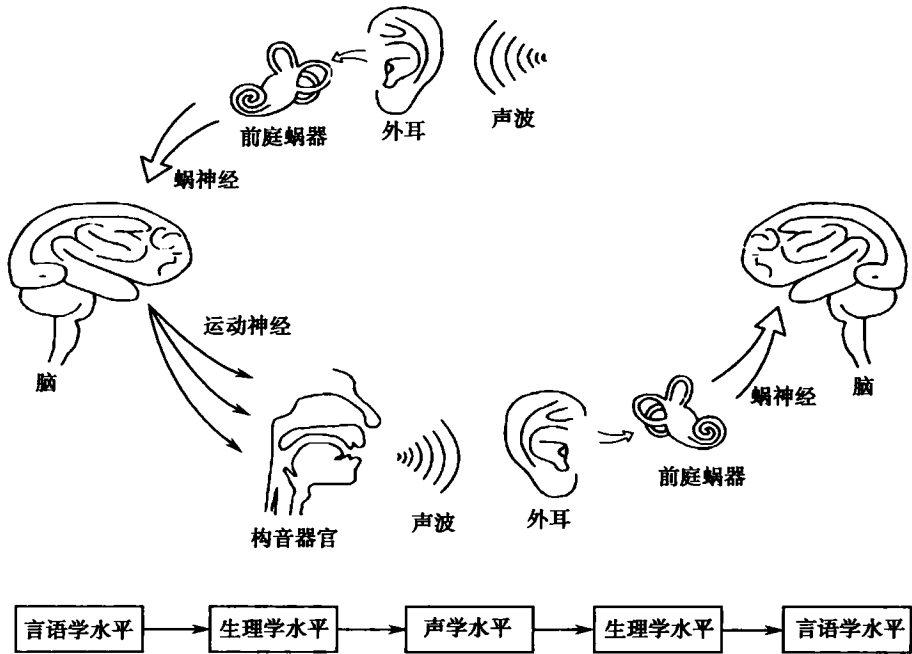 前庭蜗器
外耳
声波
蜗神经
运动神经
脑
脑
蜗神经
前庭蜗器
构音器官
声波
外耳
言语学水平
生理学水平
声学水平
生理学水平
言语学水平